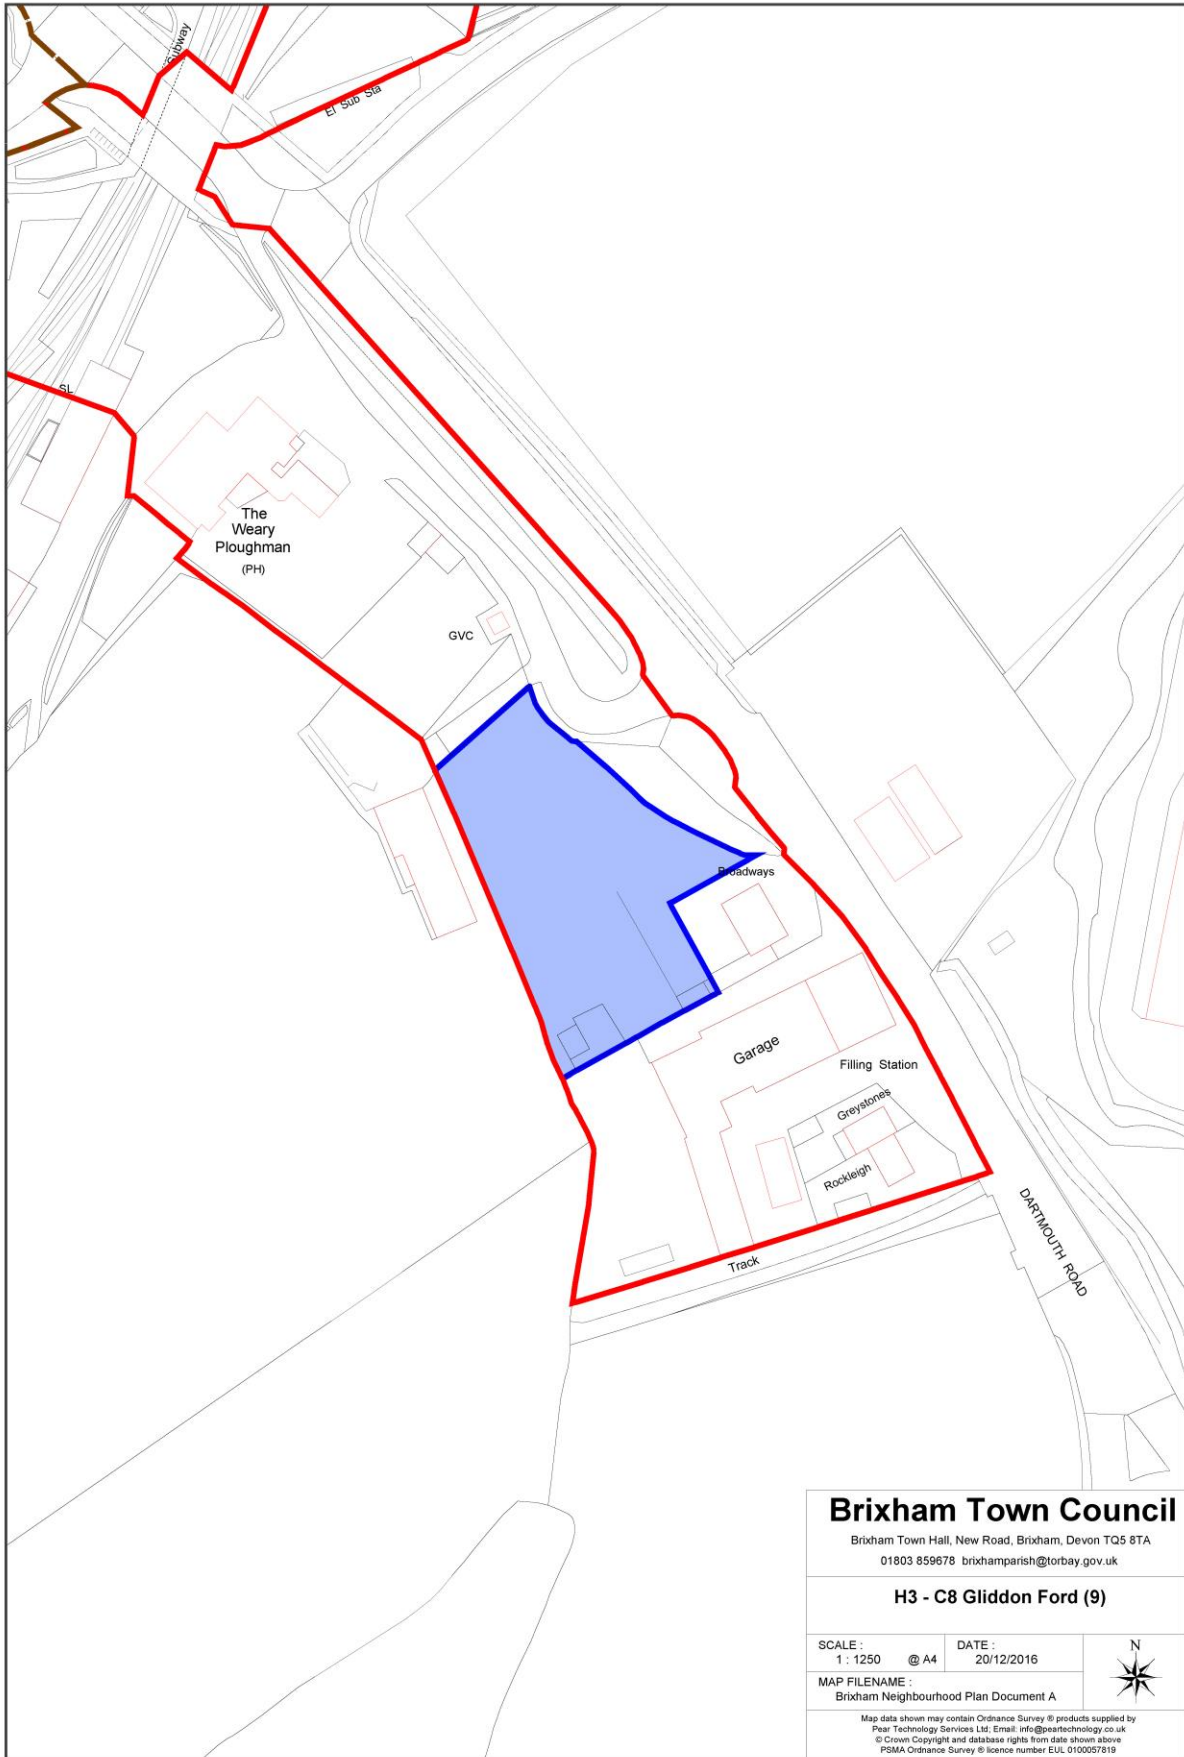 Subway
El Sub Sta
SL
The
Weary
Ploughman
(PH)
GVC
Broadways
Garage
Filling Station
Greystones
Rockleigh
DARTMOUTH ROAD
Track
Brixham Town Council
Brixham Town Hall, New Road, Brixham, Devon TQ5 8TA
01803 859678 brixhamparish@torbay.gov.uk
H3 - C8 Gliddon Ford (9)
SCALE :
1 : 1250 @ A4
DATE :
20/12/2016
N
MAP FILENAME :
Brixham Neighbourhood Plan Document A
Map data shown may contain Ordnance Survey ® products supplied by
Pear Technology Services Ltd; Email: info@peartechnology.co.uk
© Crown Copyright and database rights from date shown above
PSMA Ordnance Survey ® licence number EUL 0100057819